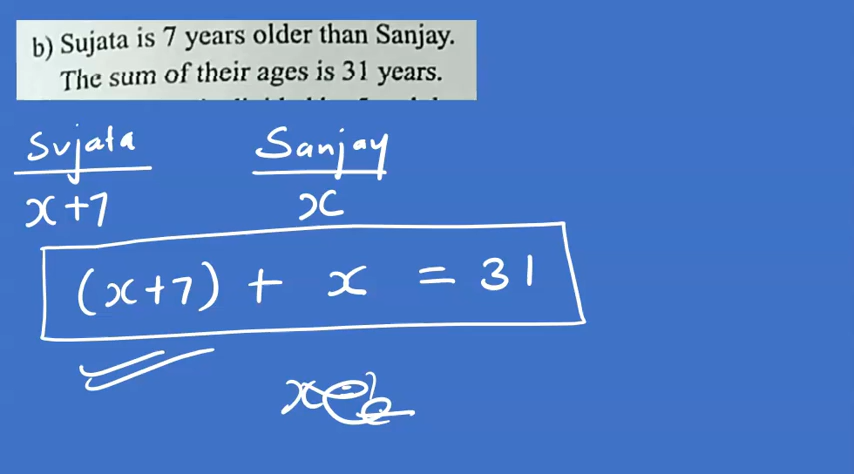 b) Sujata is 7 years older than Sanjay.
The sum of their ages is 31 years.
Sujata Sanjay
x+7 x
(x+7) + x = 31
x